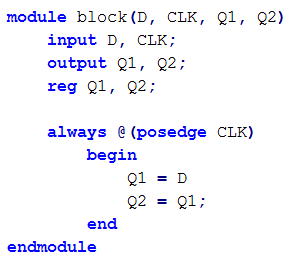 module block(D, CLK, Q1, Q2)
    input D, CLK;
    output Q1, Q2;
    reg Q1, Q2;

    always @(posedge CLK)
        begin
            Q1 = D
            Q2 = Q1;
        end
endmodule